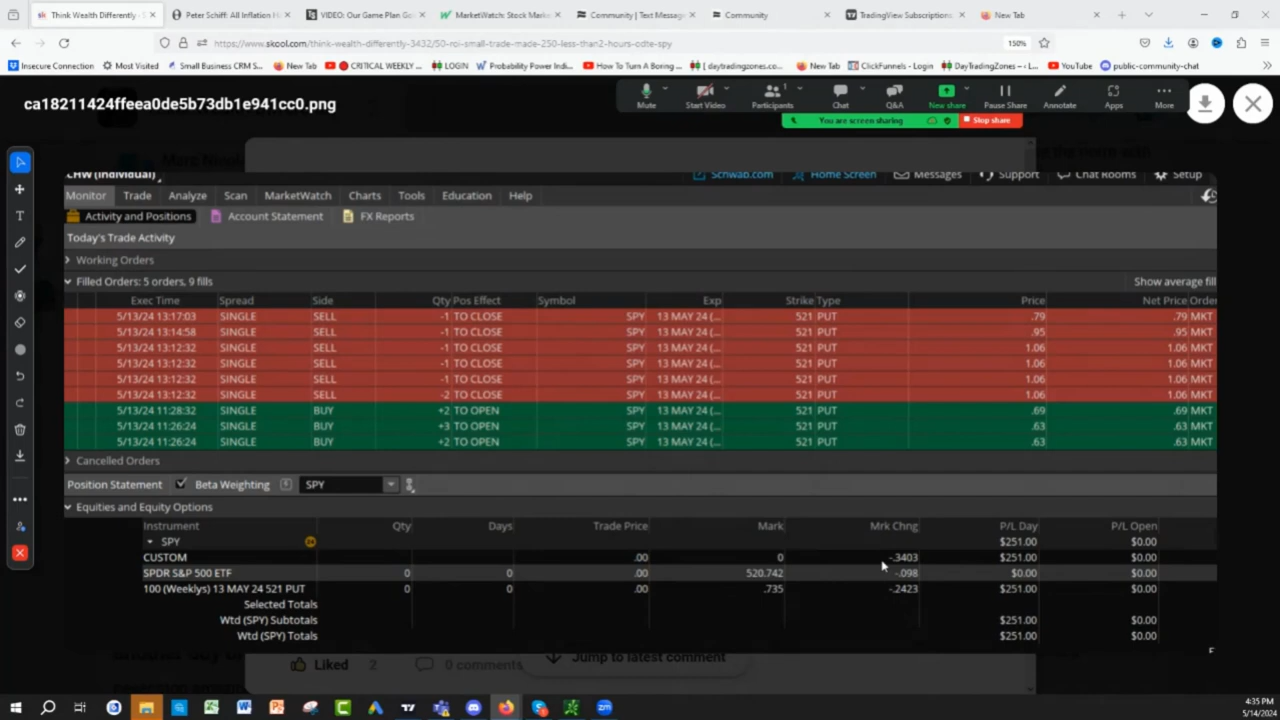 Think Wealth Differently -
Peter Schiff: All Inflation H
VIDEO: Our Game Plan Go
MarketWatch: Stock Marke
Community | Text Message
Community
TradingView Subscriptions
New Tab
https://www.skool.com/think-wealth-differently-3432/50-roi-small-trade-made-250-less-than2-hours-odte-spy
150%
Insecure Connection
Most Visited
Small Business CRM S...
New Tab
CRITICAL WEEKLY ...
LOGIN
Probability Power Indi...
How To Turn A Boring ...
[ daytradingzones.co...
New Tab
ClickFunnels - Login
DayTradingZones –
YouTube
public-community-chat
ca18211424ffeea0de5b73db1e941cc0.png
Mute
Start Video
Participants
1
Chat
Q&A
New share
Pause Share
Annotate
Apps
More
You are screen sharing
Stop share
CHW (Individual)
Schwab.com
Home Screen
Messages
Support
Chat Rooms
Setup
Monitor Trade Analyze Scan MarketWatch Charts Tools Education Help
Activity and Positions Account Statement FX Reports
Today's Trade Activity
Working Orders
Filled Orders: 5 orders, 9 fills Show average fill
Exec Time Spread Side Qty Pos Effect Symbol Exp Strike Type Price Net Price Order
5/13/24 13:17:03 SINGLE SELL -1 TO CLOSE SPY 13 MAY 24 (... 521 PUT .79 .79 MKT
5/13/24 13:14:58 SINGLE SELL -1 TO CLOSE SPY 13 MAY 24 (... 521 PUT .95 .95 MKT
5/13/24 13:12:32 SINGLE SELL -1 TO CLOSE SPY 13 MAY 24 (... 521 PUT 1.06 1.06 MKT
5/13/24 13:12:32 SINGLE SELL -1 TO CLOSE SPY 13 MAY 24 (... 521 PUT 1.06 1.06 MKT
5/13/24 13:12:32 SINGLE SELL -1 TO CLOSE SPY 13 MAY 24 (... 521 PUT 1.06 1.06 MKT
5/13/24 13:12:32 SINGLE SELL -2 TO CLOSE SPY 13 MAY 24 (... 521 PUT 1.06 1.06 MKT
5/13/24 11:28:32 SINGLE BUY +2 TO OPEN SPY 13 MAY 24 (... 521 PUT .69 .69 MKT
5/13/24 11:26:24 SINGLE BUY +3 TO OPEN SPY 13 MAY 24 (... 521 PUT .63 .63 MKT
5/13/24 11:26:24 SINGLE BUY +2 TO OPEN SPY 13 MAY 24 (... 521 PUT .63 .63 MKT
Cancelled Orders
Position Statement Beta Weighting SPY
Equities and Equity Options
Instrument Qty Days Trade Price Mark Mrk Chng P/L Day P/L Open
SPY $251.00 $0.00
CUSTOM .00 0 -.3403 $251.00 $0.00
SPDR S&P 500 ETF 0 0 .00 520.742 -.098 $0.00 $0.00
100 (Weeklys) 13 MAY 24 521 PUT 0 0 .00 .735 -.2423 $251.00 $0.00
Selected Totals
Wtd (SPY) Subtotals $251.00 $0.00
Wtd (SPY) Totals $251.00 $0.00
Liked 2
0 comments
Jump to latest comment
4:35 PM
5/14/2024